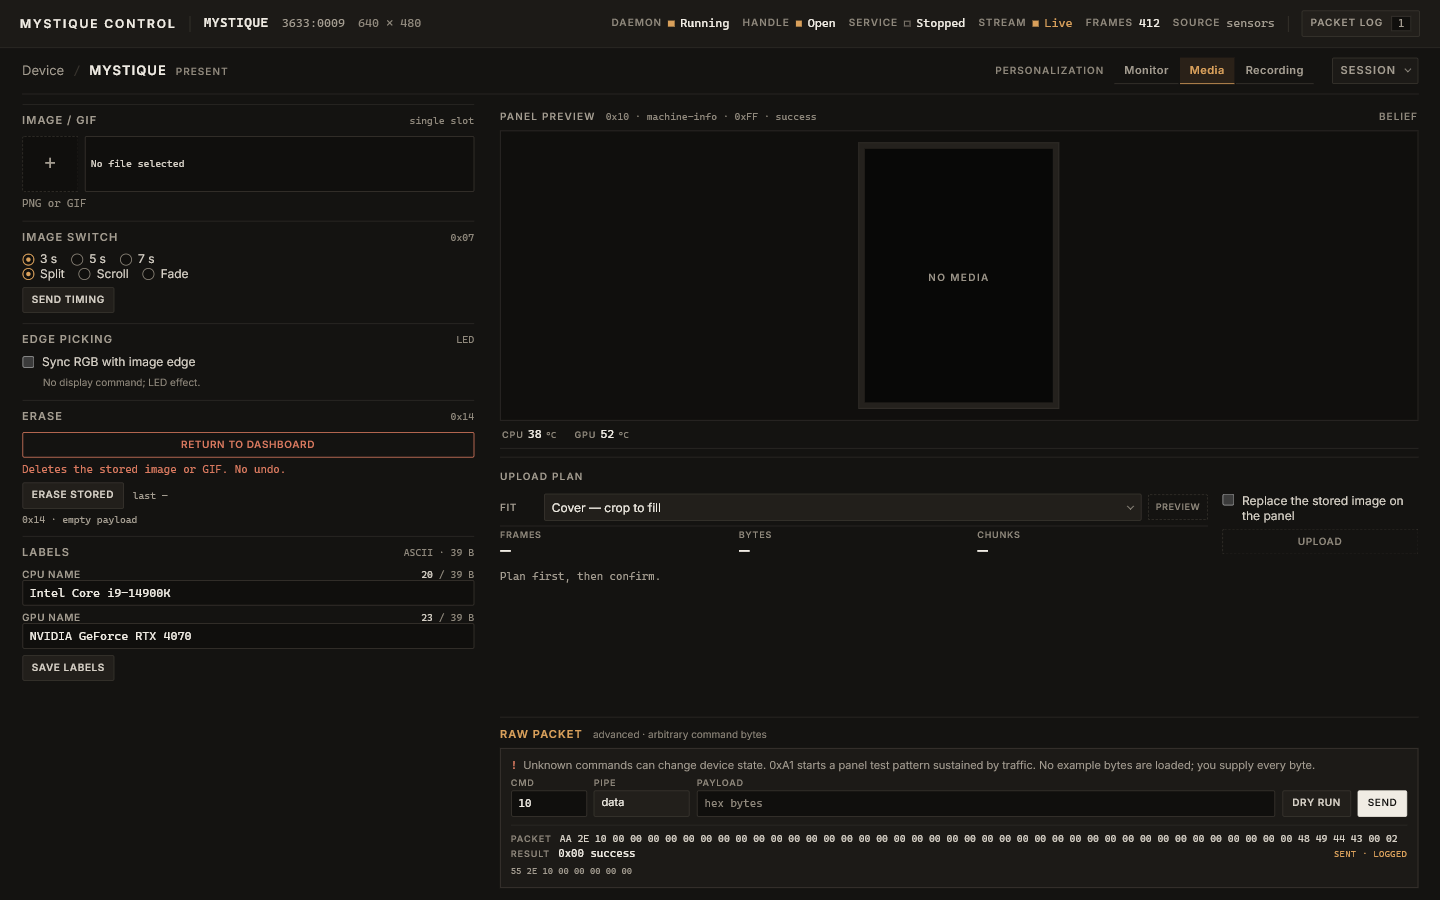 MYSTIQUE CONTROL MYSTIQUE 3633:0009 640 × 480 DAEMON Running HANDLE Open SERVICE Stopped STREAM Live FRAMES 412 SOURCE sensors PACKET LOG 1
Device / MYSTIQUE PRESENT PERSONALIZATION Monitor Media Recording SESSION
IMAGE / GIF single slot
+ No file selected
PNG or GIF
IMAGE SWITCH 0x07
3 s 5 s 7 s
Split Scroll Fade
SEND TIMING
EDGE PICKING LED
Sync RGB with image edge
No display command; LED effect.
ERASE 0x14
RETURN TO DASHBOARD
Deletes the stored image or GIF. No undo.
ERASE STORED last —
0x14 · empty payload
LABELS ASCII · 39 B
CPU NAME 20 / 39 B
Intel Core i9-14900K
GPU NAME 23 / 39 B
NVIDIA GeForce RTX 4070
SAVE LABELS
PANEL PREVIEW 0x10 · machine-info · 0xFF · success BELIEF
NO MEDIA
CPU 38 °C GPU 52 °C
UPLOAD PLAN
FIT Cover — crop to fill PREVIEW
Replace the stored image on
the panel
UPLOAD
FRAMES BYTES CHUNKS
— — —
Plan first, then confirm.
RAW PACKET advanced · arbitrary command bytes
! Unknown commands can change device state. 0xA1 starts a panel test pattern sustained by traffic. No example bytes are loaded; you supply every byte.
CMD PIPE PAYLOAD
10 data hex bytes DRY RUN SEND
PACKET AA 2E 10 00 00 00 00 00 00 00 00 00 00 00 00 00 00 00 00 00 00 00 00 00 00 00 00 00 00 00 00 00 00 00 00 00 00 00 00 00 00 00 48 49 44 43 00 02
RESULT 0x00 success SENT · LOGGED
55 2E 10 00 00 00 00 00